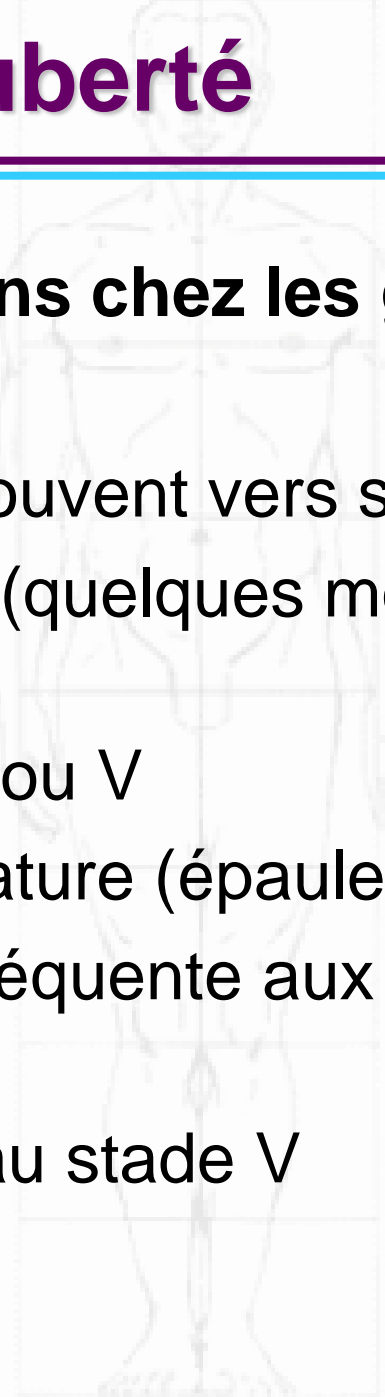 uberté
ns chez les
ouvent vers s
(quelques m
ou V
ature (épaule
équente aux
au stade V